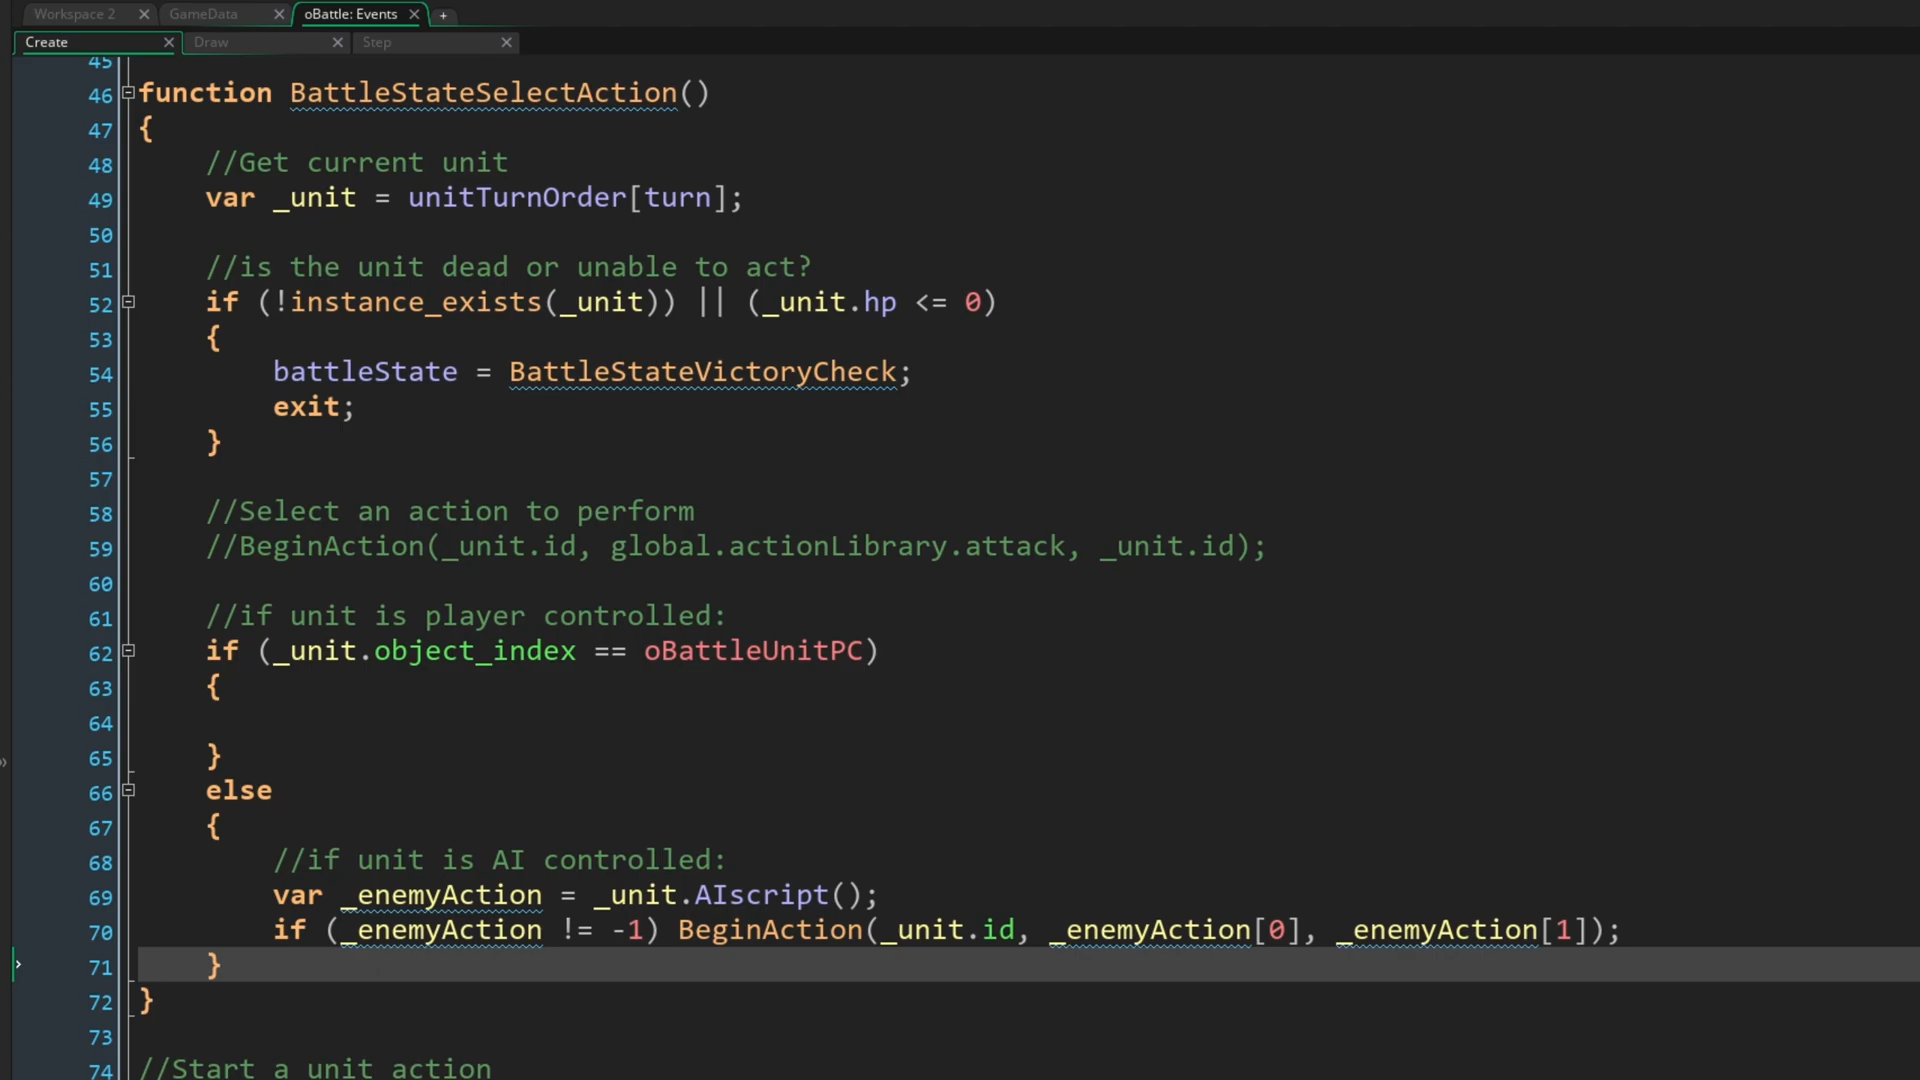 Workspace 2 GameData oBattle: Events +
Create Draw Step
45
46 function BattleStateSelectAction()
47 {
48 //Get current unit
49 var _unit = unitTurnOrder[turn];
50
51 //is the unit dead or unable to act?
52 if (!instance_exists(_unit)) || (_unit.hp <= 0)
53 {
54 battleState = BattleStateVictoryCheck;
55 exit;
56 }
57
58 //Select an action to perform
59 //BeginAction(_unit.id, global.actionLibrary.attack, _unit.id);
60
61 //if unit is player controlled:
62 if (_unit.object_index == oBattleUnitPC)
63 {
64
65 }
66 else
67 {
68 //if unit is AI controlled:
69 var _enemyAction = _unit.AIscript();
70 if (_enemyAction != -1) BeginAction(_unit.id, _enemyAction[0], _enemyAction[1]);
71 }
72 }
73
74 //Start a unit action